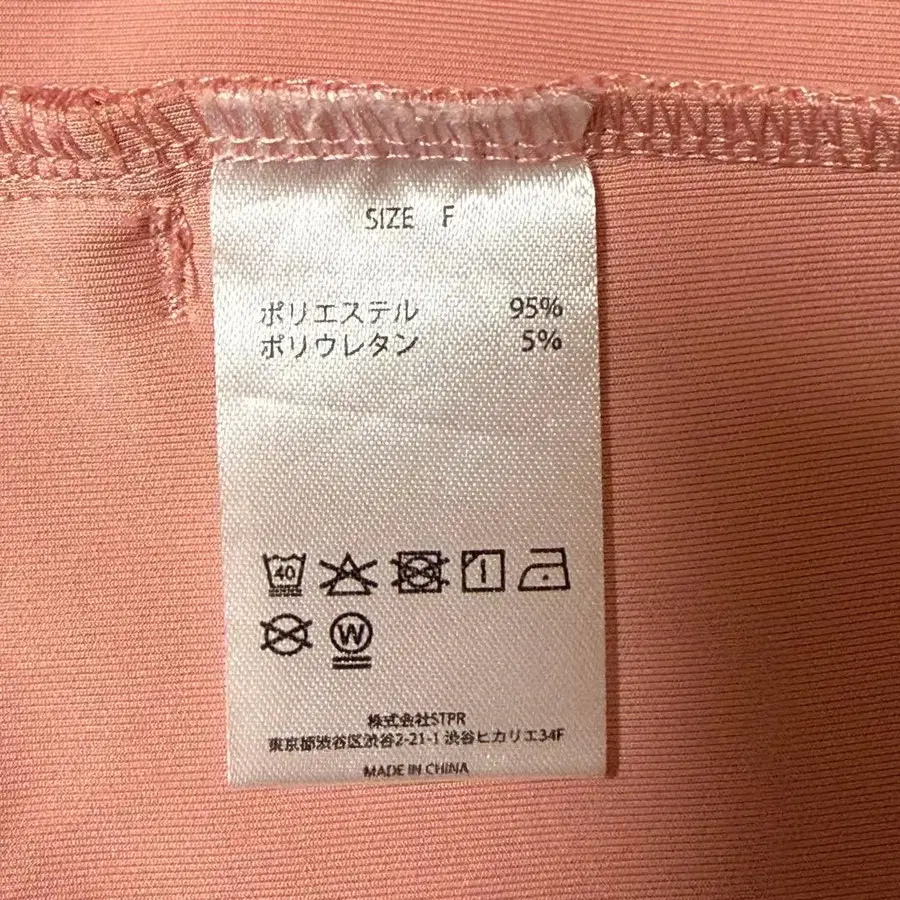 SIZE F
ポリエステル 95%
ポリウレタン 5%
40
W
株式会社STPR
東京都渋谷区渋谷2-21-1 渋谷ヒカリエ34F
MADE IN CHINA